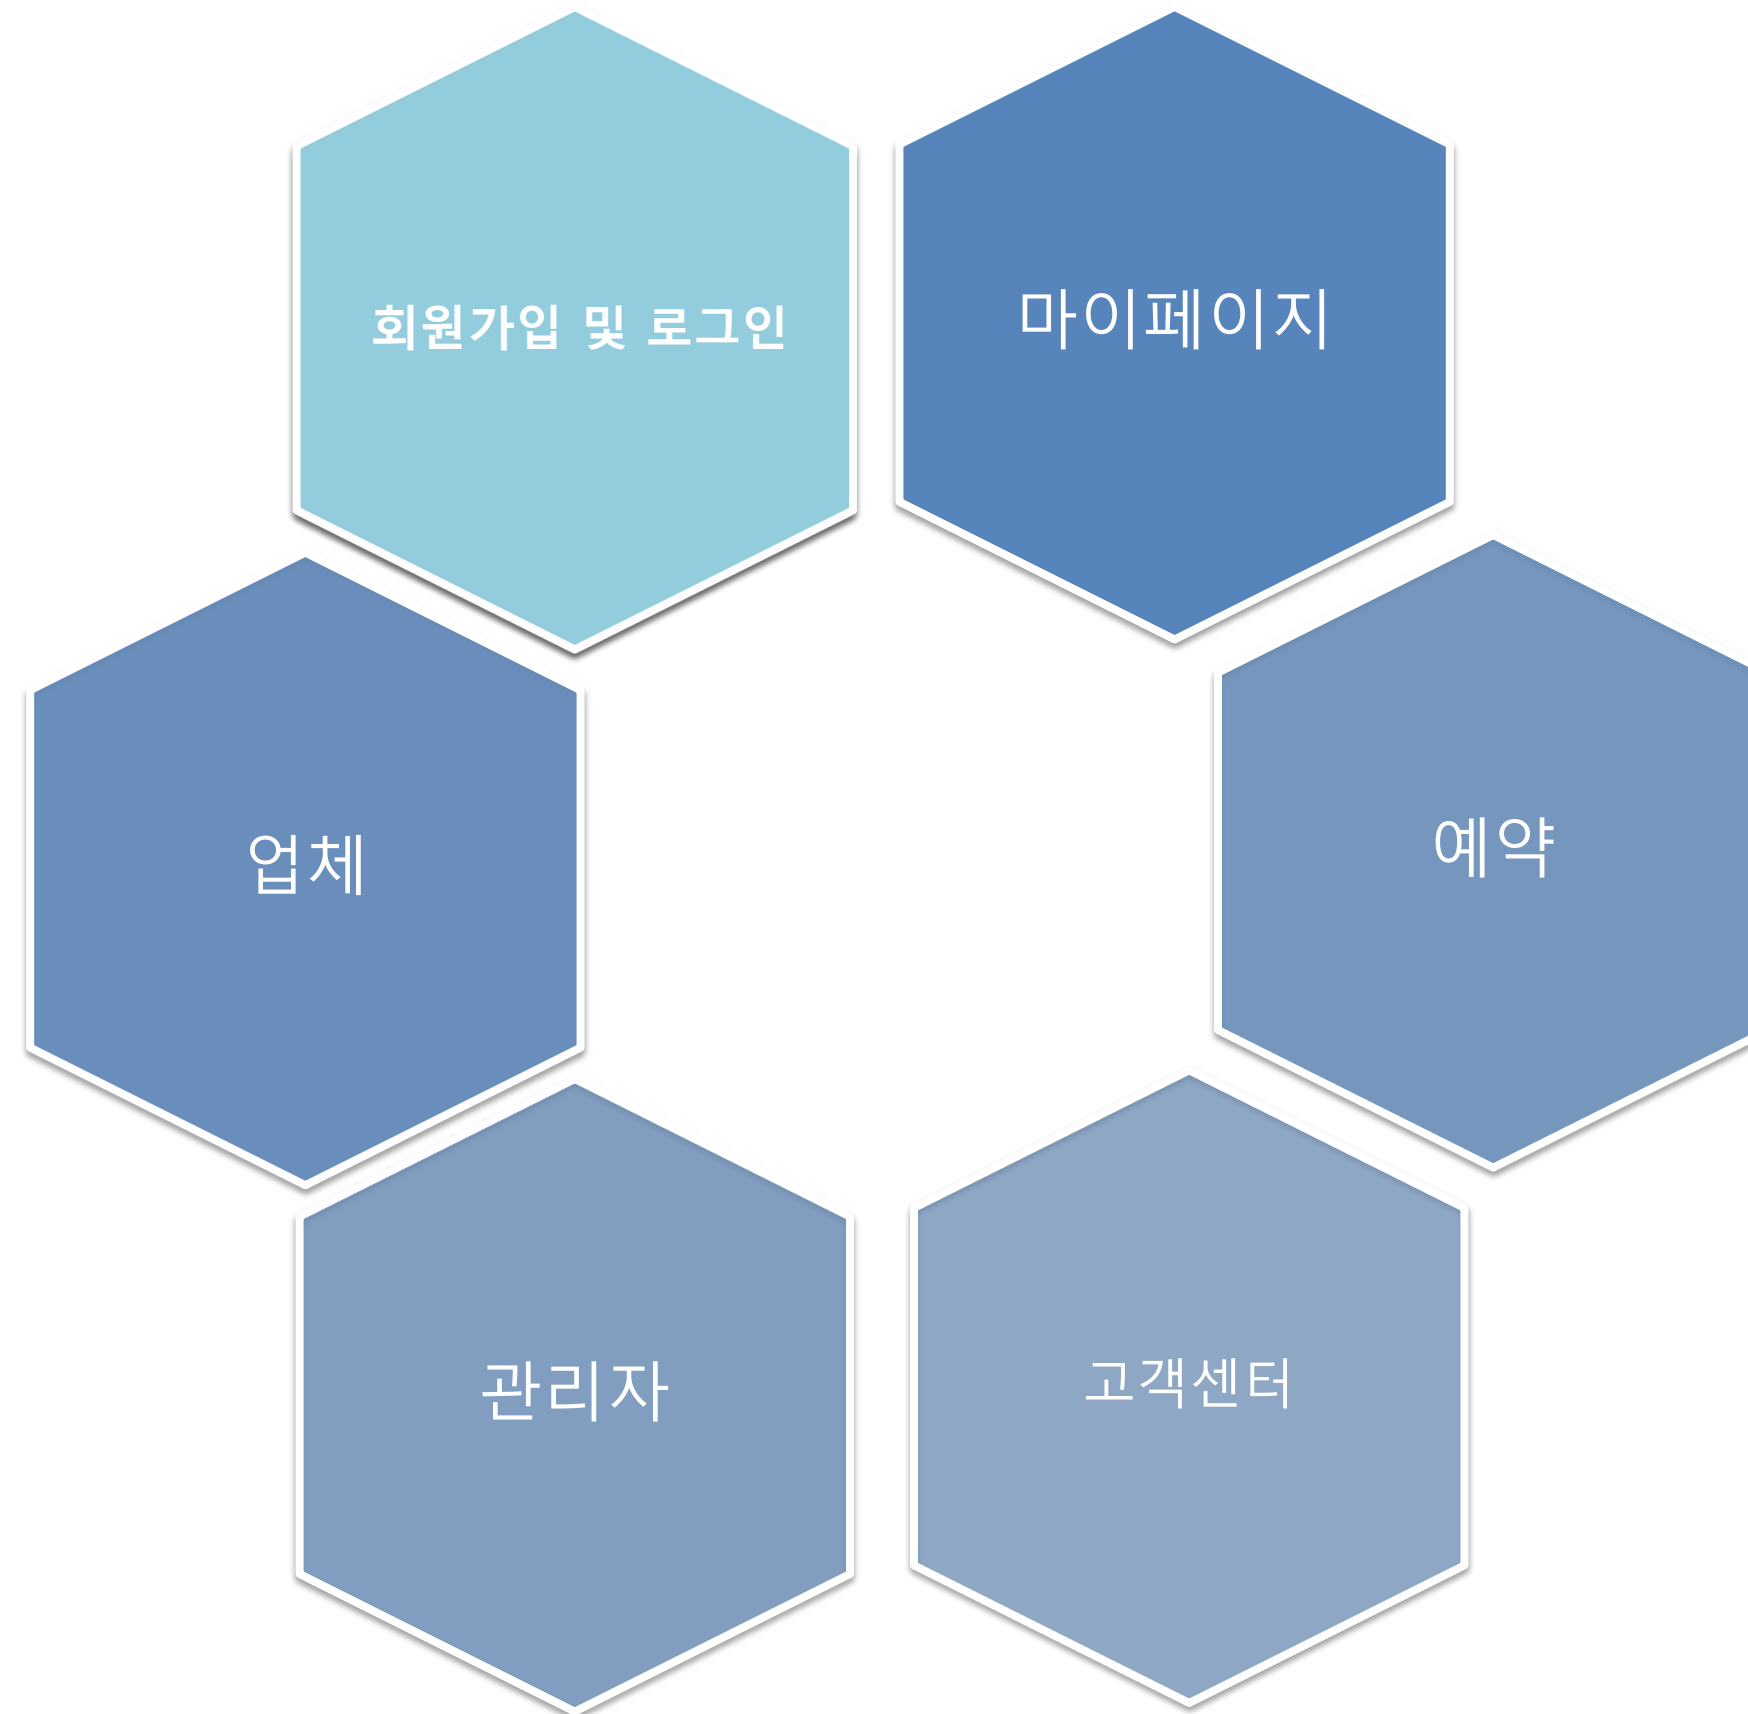 회원가입 및 로그인
마이페이지
업체
예약
관리자
고객센터